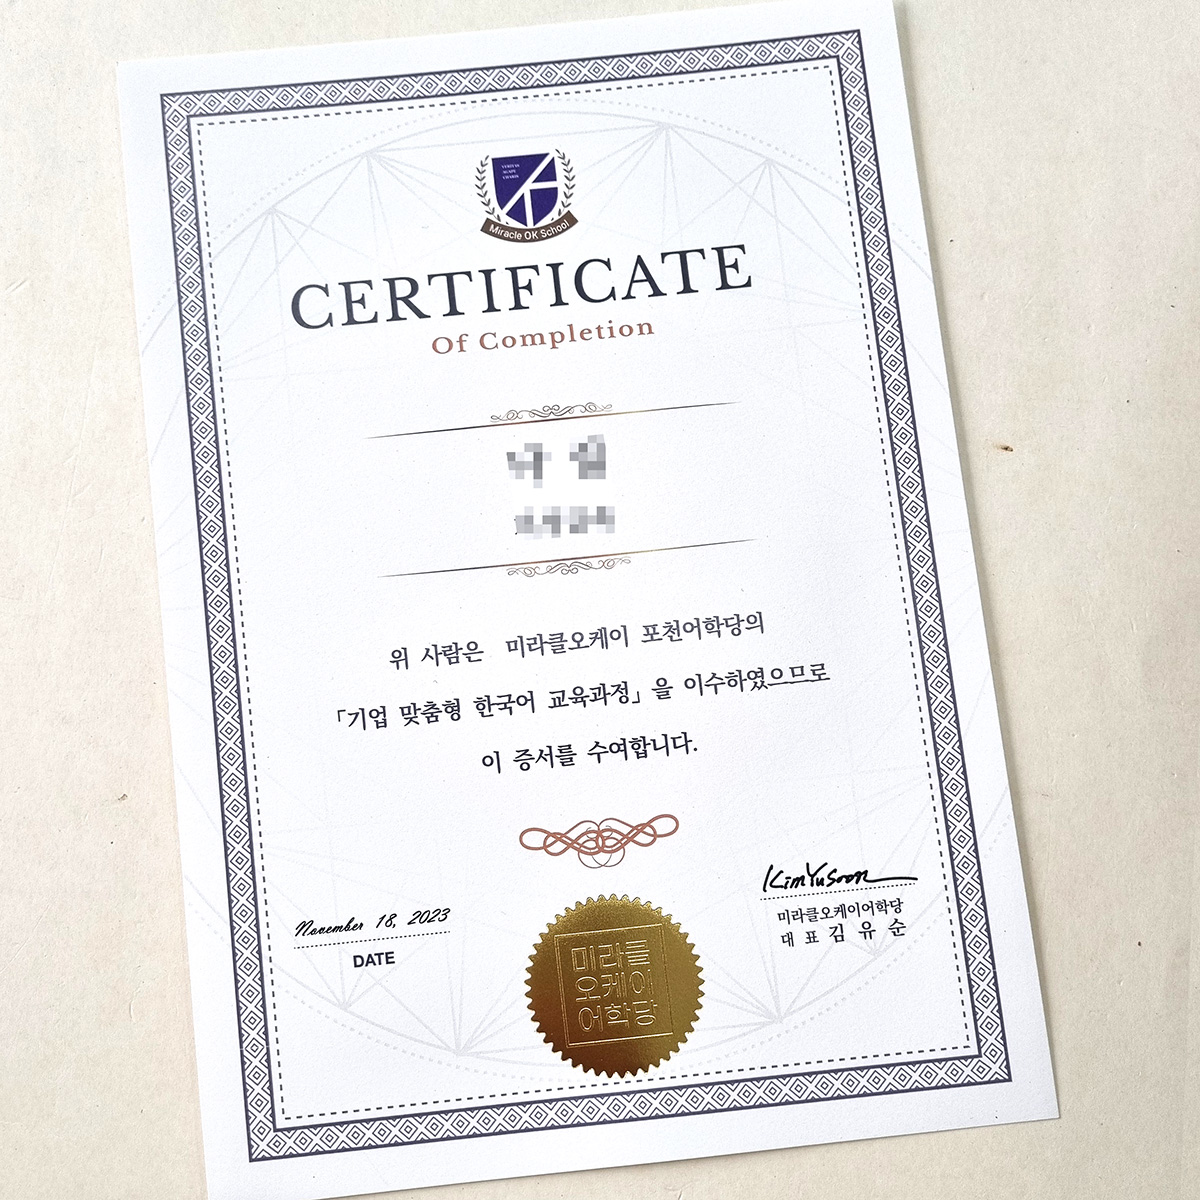 VERITAS
AGAPE
CHARIS
Miracle OK School
CERTIFICATE
Of Completion
위 사람은 미라클오케이 포천어학당의
「기업 맞춤형 한국어 교육과정」을 이수하였으므로
이 증서를 수여합니다.
November 18, 2023
DATE
미라클
오케이
어학당
KimYuSoon
미라클오케이어학당
대 표 김 유 순